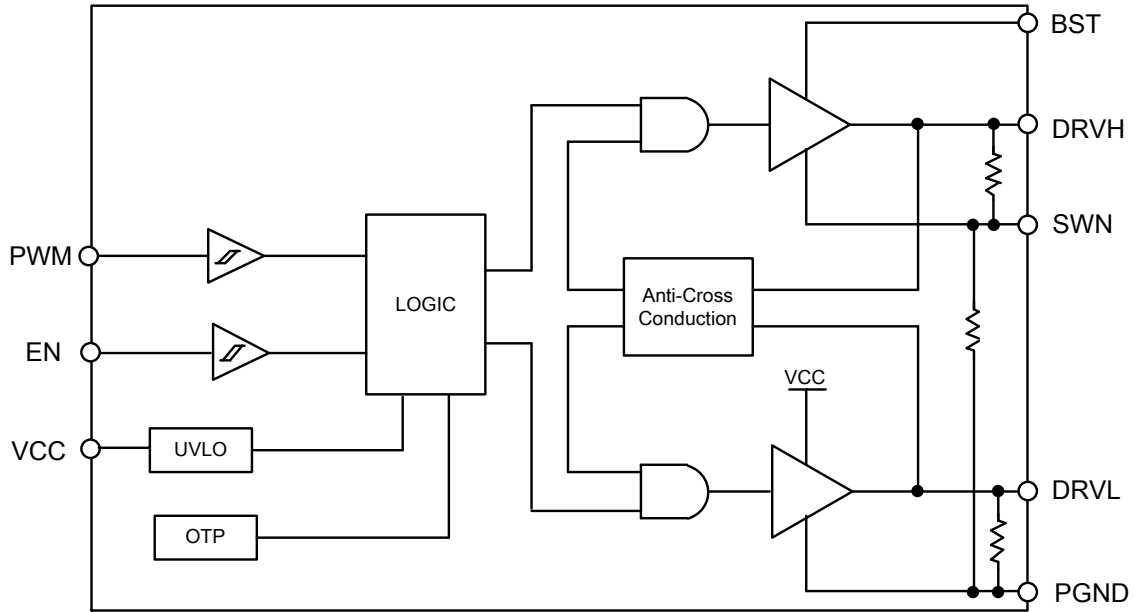 BST
DRVH
SWN
PWM
LOGIC
Anti-Cross
Conduction
EN
VCC
VCC
UVLO
DRVL
OTP
PGND